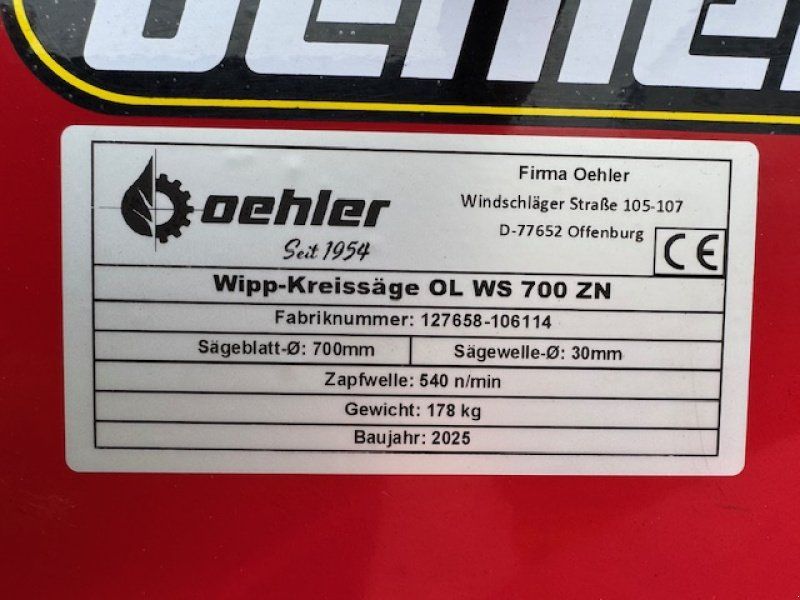 oehler
oehler
Seit 1954
Firma Oehler
Windschläger Straße 105-107
D-77652 Offenburg
CE
Wipp-Kreissäge OL WS 700 ZN
Fabriknummer: 127658-106114
Sägeblatt-Ø: 700mm
Sägewelle-Ø: 30mm
Zapfwelle: 540 n/min
Gewicht: 178 kg
Baujahr: 2025